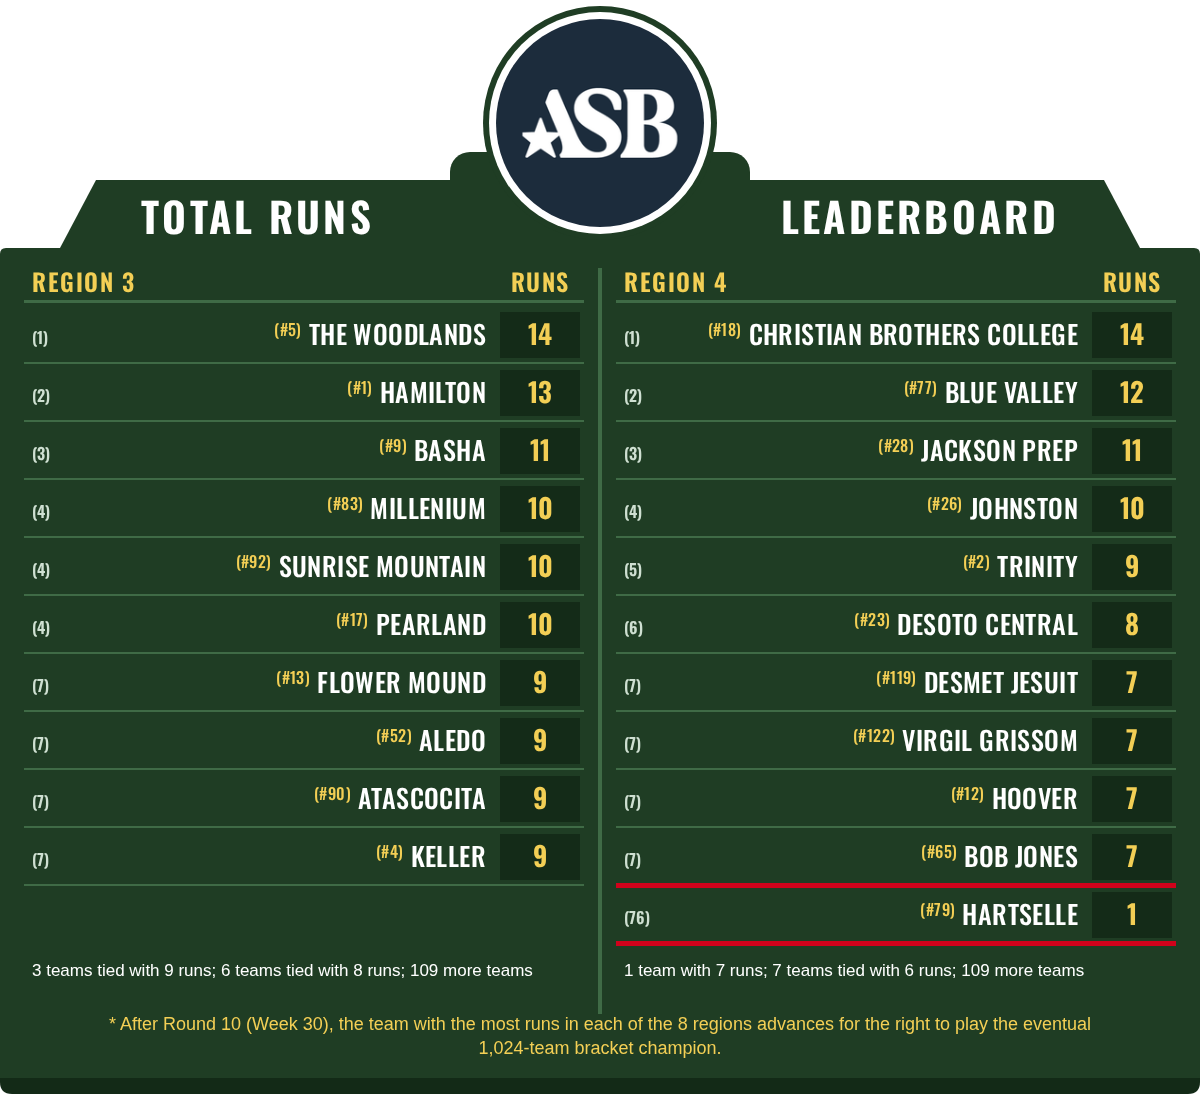 ASB
TOTAL RUNS
LEADERBOARD
REGION 3 RUNS
(1) (#5) THE WOODLANDS 14
(2) (#1) HAMILTON 13
(3) (#9) BASHA 11
(4) (#83) MILLENIUM 10
(4) (#92) SUNRISE MOUNTAIN 10
(4) (#17) PEARLAND 10
(7) (#13) FLOWER MOUND 9
(7) (#52) ALEDO 9
(7) (#90) ATASCOCITA 9
(7) (#4) KELLER 9
3 teams tied with 9 runs; 6 teams tied with 8 runs; 109 more teams
REGION 4 RUNS
(1) (#18) CHRISTIAN BROTHERS COLLEGE 14
(2) (#77) BLUE VALLEY 12
(3) (#28) JACKSON PREP 11
(4) (#26) JOHNSTON 10
(5) (#2) TRINITY 9
(6) (#23) DESOTO CENTRAL 8
(7) (#119) DESMET JESUIT 7
(7) (#122) VIRGIL GRISSOM 7
(7) (#12) HOOVER 7
(7) (#65) BOB JONES 7
(76) (#79) HARTSELLE 1
1 team with 7 runs; 7 teams tied with 6 runs; 109 more teams
* After Round 10 (Week 30), the team with the most runs in each of the 8 regions advances for the right to play the eventual
1,024-team bracket champion.